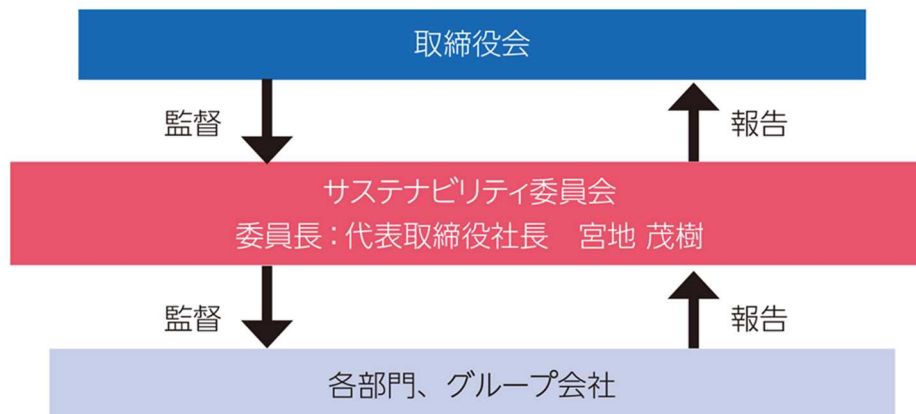 取締役会
監督
報告
サステナビリティ委員会
委員長：代表取締役社長　宮地 茂樹
監督
報告
各部門、グループ会社